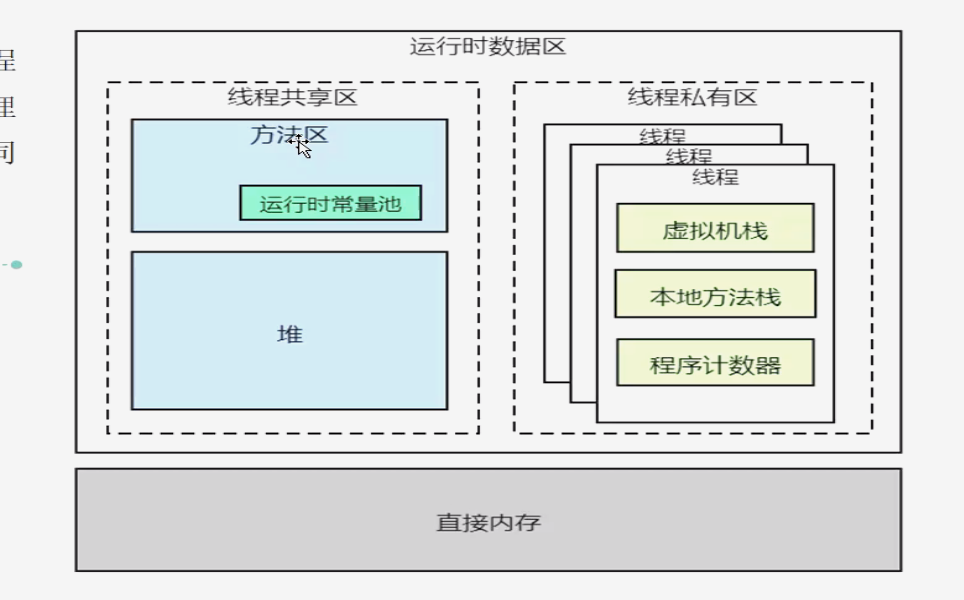 程
理
同
运行时数据区
线程共享区
方法区
运行时常量池
堆
线程私有区
线程
线程
线程
虚拟机栈
本地方法栈
程序计数器
直接内存